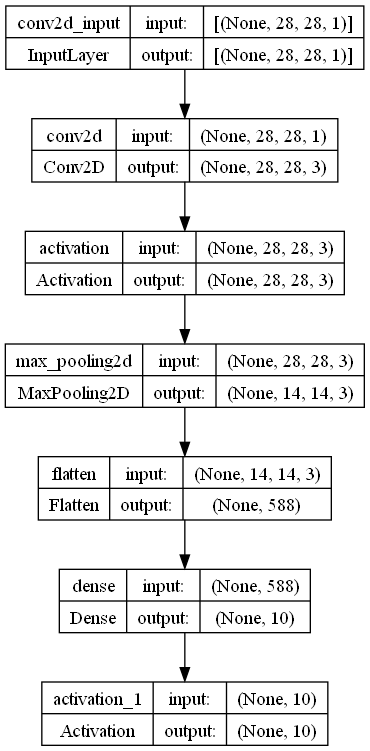 conv2d_input input: [(None, 28, 28, 1)]
InputLayer output: [(None, 28, 28, 1)]
conv2d input: (None, 28, 28, 1)
Conv2D output: (None, 28, 28, 3)
activation input: (None, 28, 28, 3)
Activation output: (None, 28, 28, 3)
max_pooling2d input: (None, 28, 28, 3)
MaxPooling2D output: (None, 14, 14, 3)
flatten input: (None, 14, 14, 3)
Flatten output: (None, 588)
dense input: (None, 588)
Dense output: (None, 10)
activation_1 input: (None, 10)
Activation output: (None, 10)